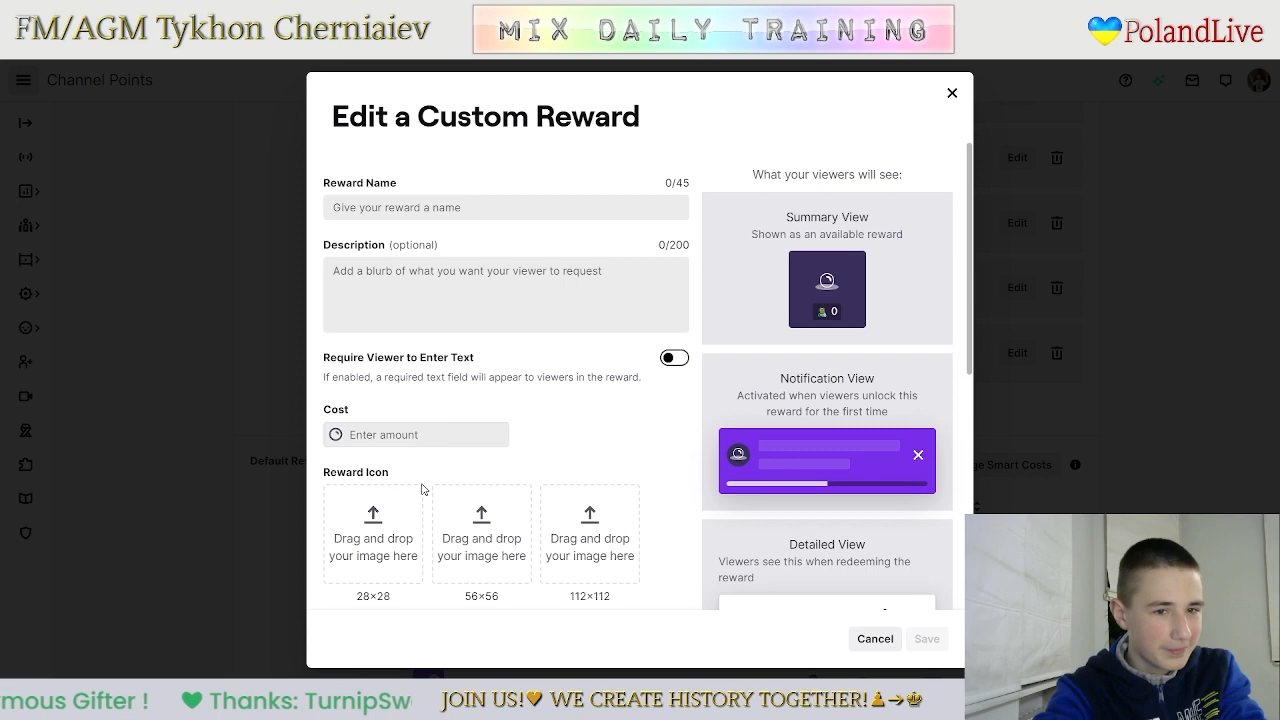 FM/AGM Tykhon Cherniaiev
MIX DAILY TRAINING
PolandLive
Channel Points
Edit a Custom Reward
Reward Name
0/45
Give your reward a name
Description (optional)
0/200
Add a blurb of what you want your viewer to request
Require Viewer to Enter Text
If enabled, a required text field will appear to viewers in the reward.
Cost
Enter amount
Reward Icon
Drag and drop
your image here
28×28
Drag and drop
your image here
56×56
Drag and drop
your image here
112×112
What your viewers will see:
Summary View
Shown as an available reward
0
Notification View
Activated when viewers unlock this
reward for the first time
Detailed View
Viewers see this when redeeming the
reward
Cancel
Save
Edit
Edit
Edit
Edit
Default Re
ge Smart Costs
mous Gifter !
Thanks: TurnipSw
JOIN US! WE CREATE HISTORY TOGETHER!